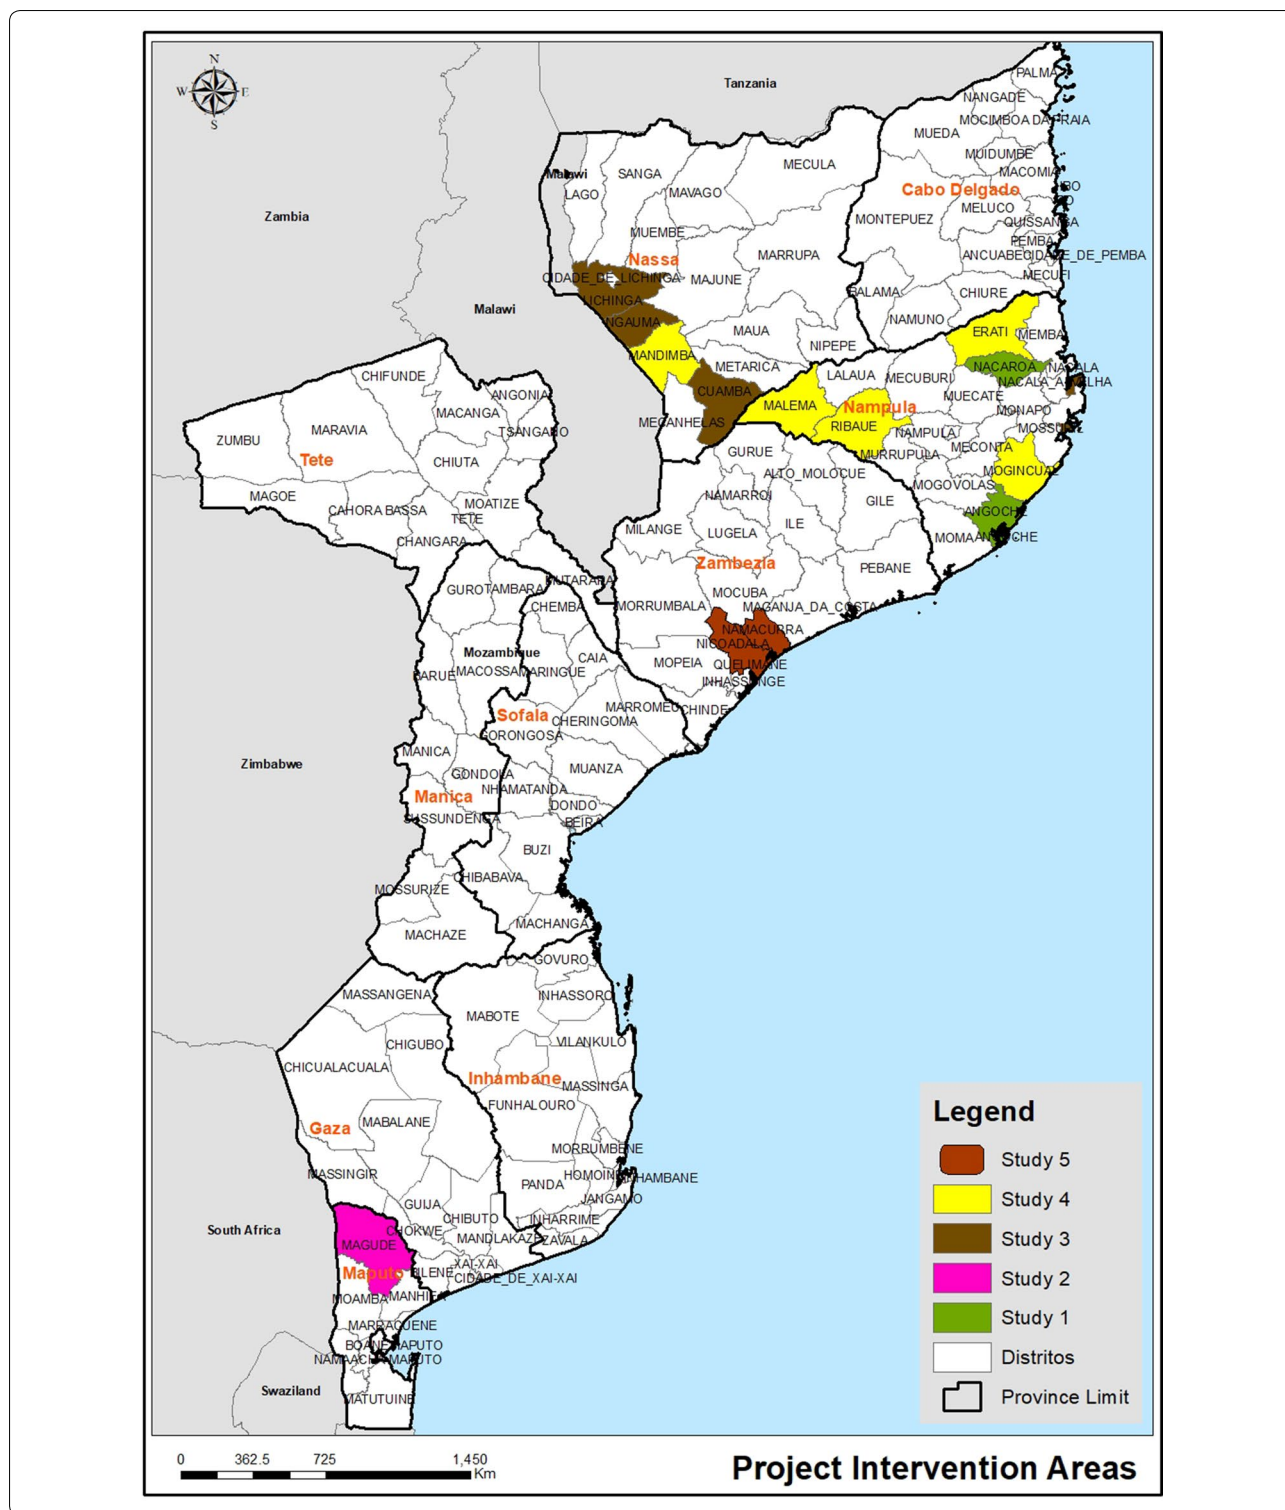 N
W
E
S
Tanzania
Zambia
Malawi
Malawi
Mozambique
Zimbabwe
South Africa
Swaziland
PALMA
NANGADE
MOCIMBOA DA PRAIA
MUEDA
MUIDUMBE
MACOMIA
Cabo Delgado
MELUCO
MONTEPUEZ
QUISSANGA
PEMBA
ANCUABE
CIDADE_DE_PEMBA
MECUFI
BALAMA
CHIURE
NAMUNO
MECULA
SANGA
LAGO
MAVAGO
MUEMBE
Nassa
MARRUPA
CIDADE_DE_LICHINGA
MAJUNE
LICHINGA
NGAUMA
MAUA
NIPEPE
MANDIMBA
METARICA
CUAMBA
MECANHELAS
ERATI
MEMBA
NACAROA
NACALA
LALAUA
MECUBURI
MUECATE
MALEMA
Nampula
MONAPO
RIBAUE
NAMPULA
MECONTA
MURRUPULA
MOGINCUAL
MOGOVOLAS
ANGOCHE
MOMA
ANGOCHE
CHIFUNDE
ANGONIA
MACANGA
TSANGANO
ZUMBU
MARAVIA
Tete
CHIUTA
MAGOE
CAHORA BASSA
MOATIZE
TETE
CHANGARA
MUTARARA
GURUE
ALTO_MOLOCUE
NAMARROI
GILE
MILANGE
LUGELA
ILE
Zambezia
PEBANE
MOCUBA
MORRUMBALA
MAGANJA_DA_COSTA
NAMACURRA
NICOADALA
MOPEIA
QUELIMANE
INHASSUNGE
CHINDE
GURO
TAMBARA
CHEMBA
BARUE
MACOSSA
MARINGUE
CAIA
Sofala
MARROMEU
CHERINGOMA
GORONGOSA
MANICA
GONDOLA
MUANZA
Manica
NHAMATANDA
DONDO
SUSSUNDENGA
BEIRA
BUZI
CHIBABAVA
MOSSURIZE
MACHANGA
MACHAZE
GOVURO
MASSANGENA
INHASSORO
MABOTE
CHIGUBO
VILANKULO
CHICUALACUALA
Inhambane
MASSINGA
FUNHALOURO
Gaza
MABALANE
MORRUMBENE
MASSINGIR
HOMOINE
INHAMBANE
PANDA
JANGAMO
GUIJA
CHIBUTO
INHARRIME
CHOKWE
MANDLAKAZE
ZAVALA
MAGUDE
XAI-XAI
Maputo
BILENE
CIDADE_DE_XAI-XAI
MOAMBA
MANHIÇA
MARRACUENE
BOANE
MAPUTO
NAMAACHA
MAPUTO
MATUTUINE
Legend
Study 5
Study 4
Study 3
Study 2
Study 1
Distritos
Province Limit
0
362.5
725
1,450
Km
Project Intervention Areas